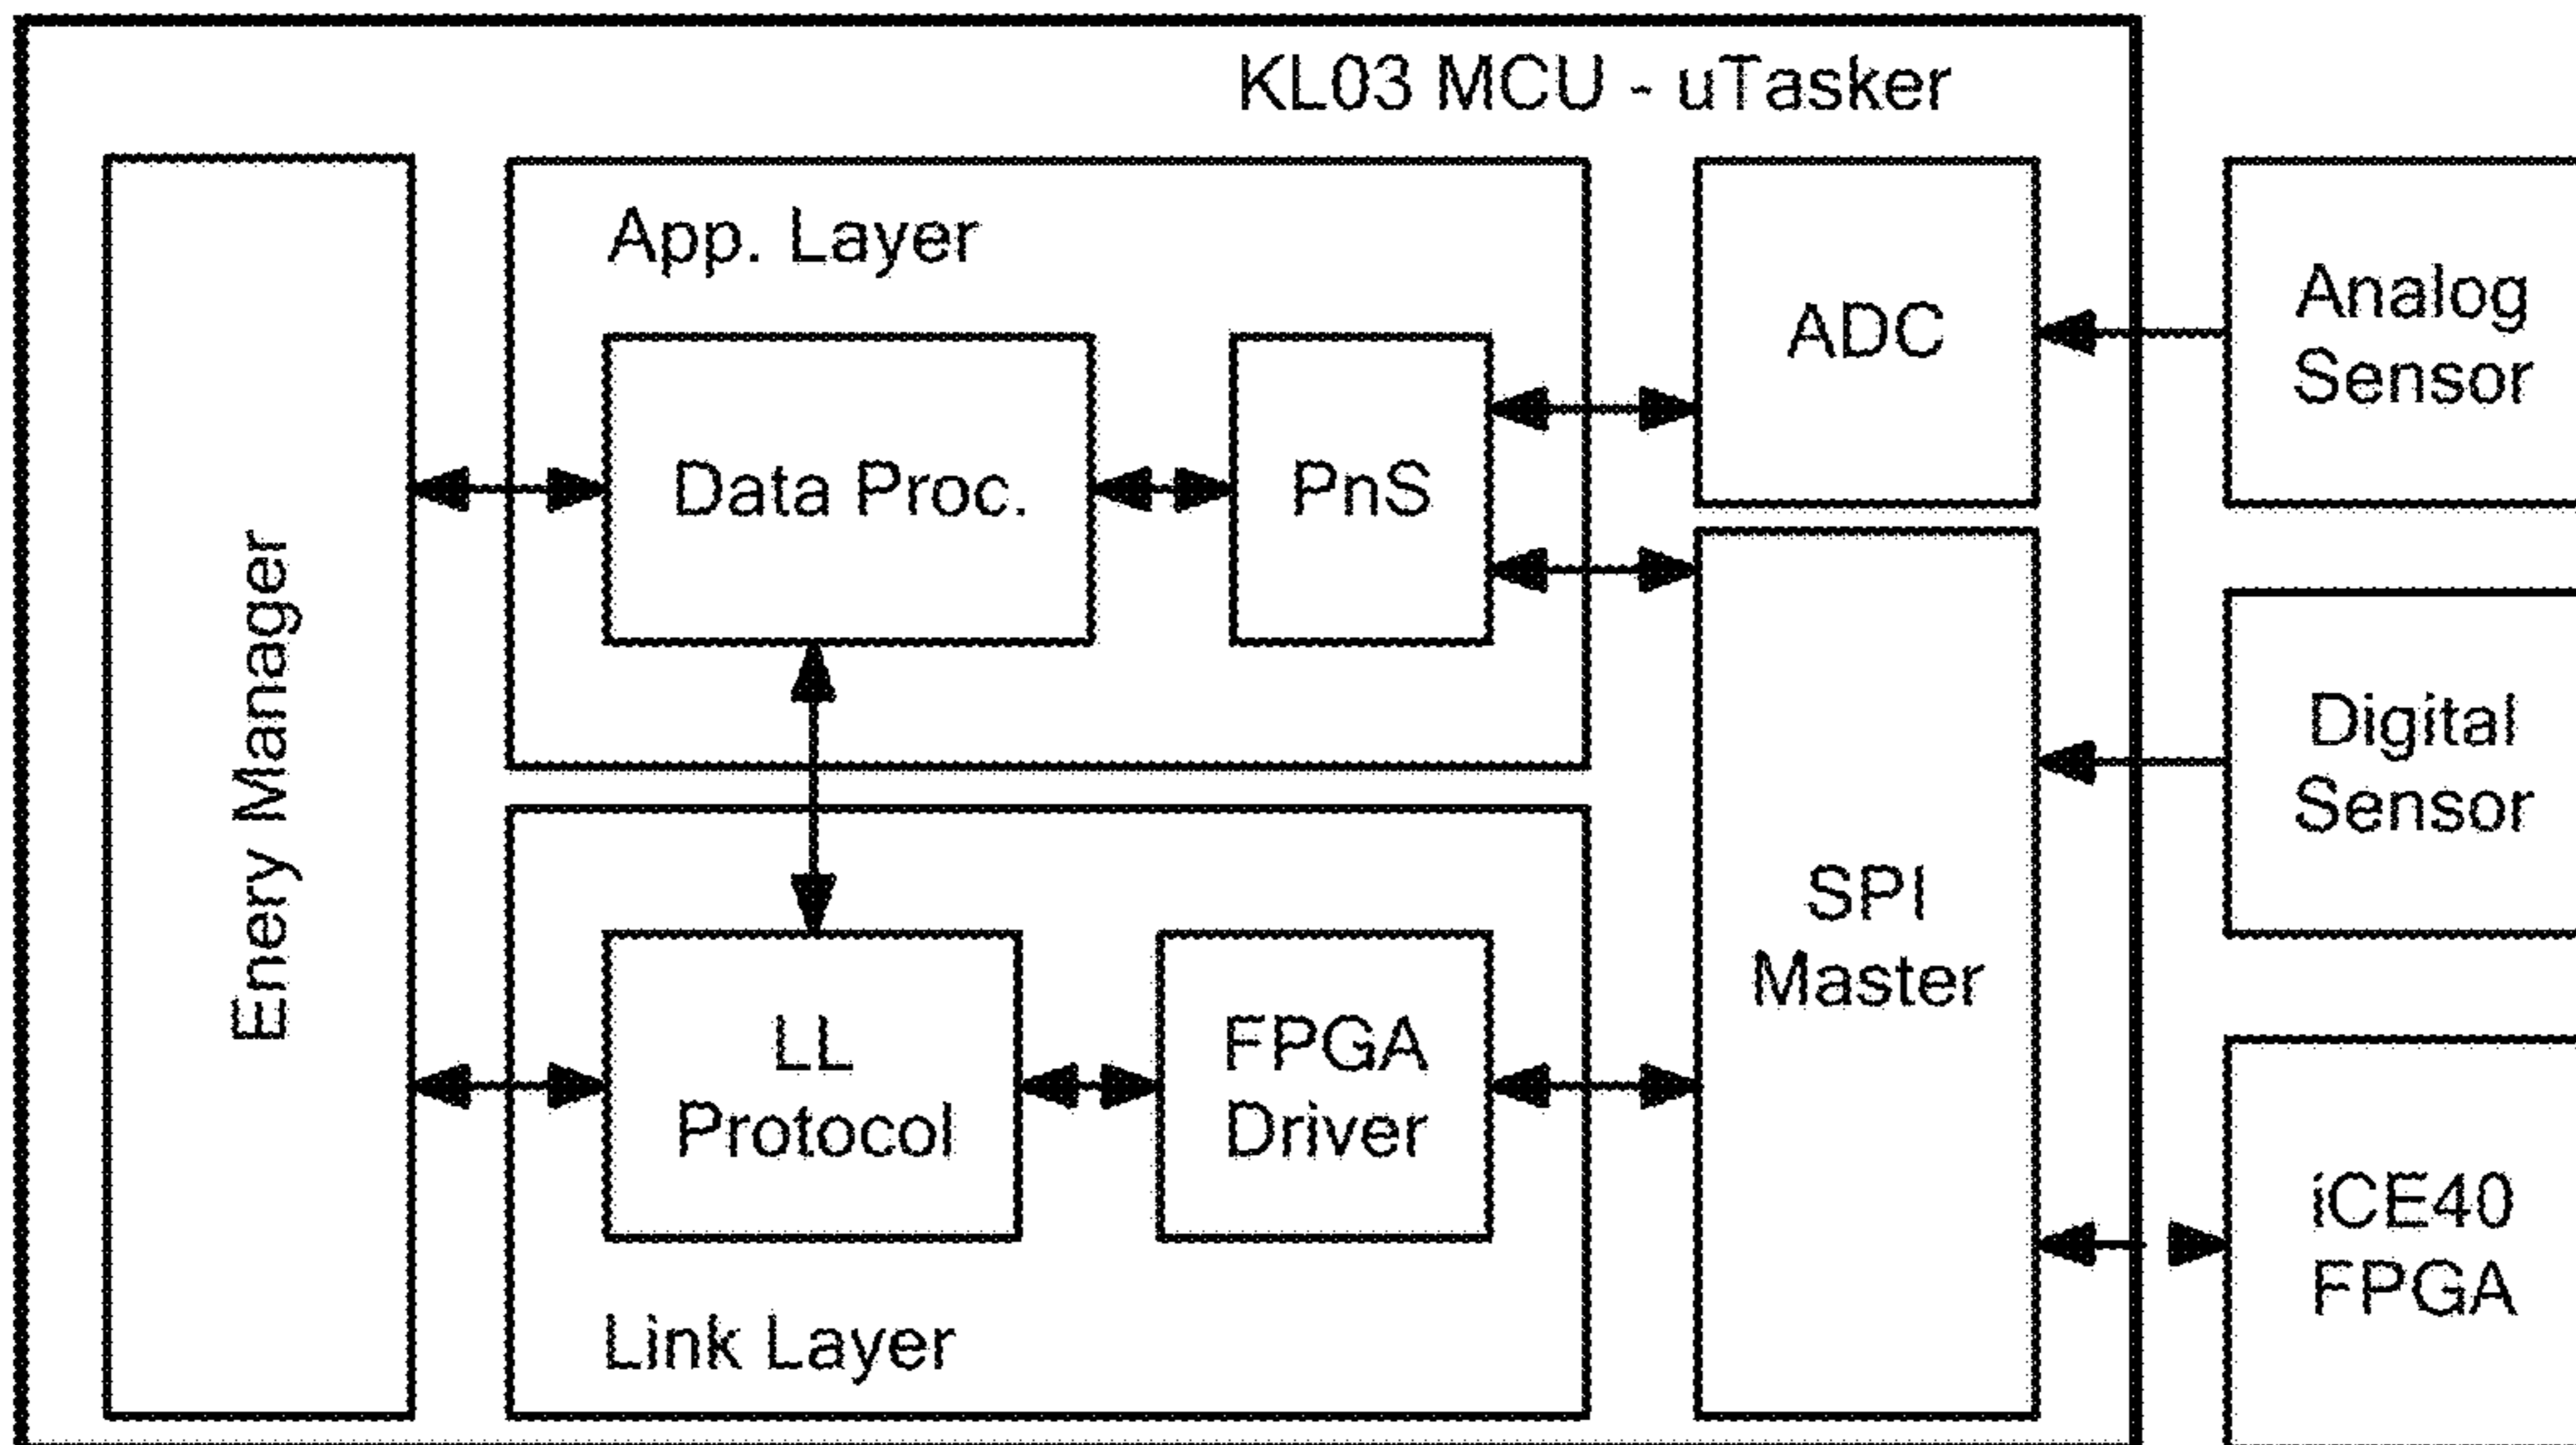 KL03 MCU - uTasker
Enery Manager
App. Layer
Data Proc.
PnS
ADC
Analog
Sensor
Digital
Sensor
SPI
Master
LL
Protocol
FPGA
Driver
Link Layer
iCE40
FPGA